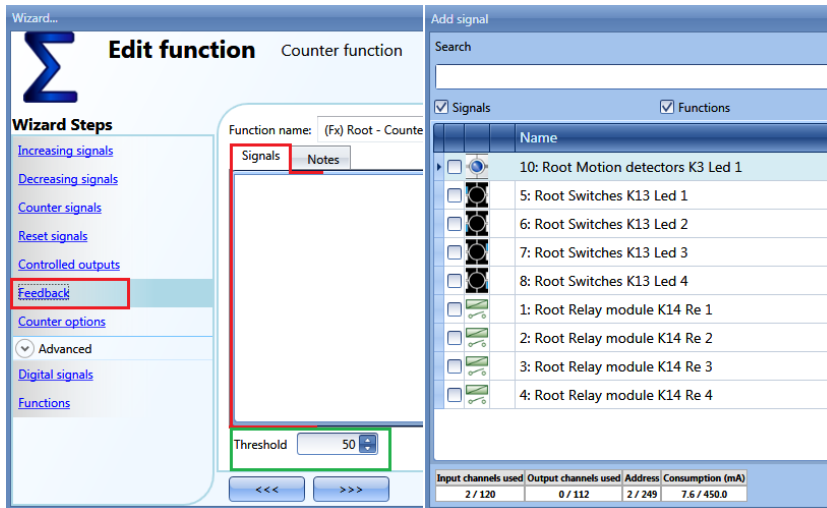 Wizard...
Edit function Counter function
Wizard Steps
Increasing signals
Decreasing signals
Counter signals
Reset signals
Controlled outputs
Feedback
Counter options
Advanced
Digital signals
Functions
Function name: (Fx) Root - Counte
Signals Notes
Threshold 50
<<< >>>
Add signal
Search
Signals Functions
Name
10: Root Motion detectors K3 Led 1
5: Root Switches K13 Led 1
6: Root Switches K13 Led 2
7: Root Switches K13 Led 3
8: Root Switches K13 Led 4
1: Root Relay module K14 Re 1
2: Root Relay module K14 Re 2
3: Root Relay module K14 Re 3
4: Root Relay module K14 Re 4
Input channels used Output channels used Address Consumption (mA)
2 / 120 0 / 112 2 / 249 7.6 / 450.0